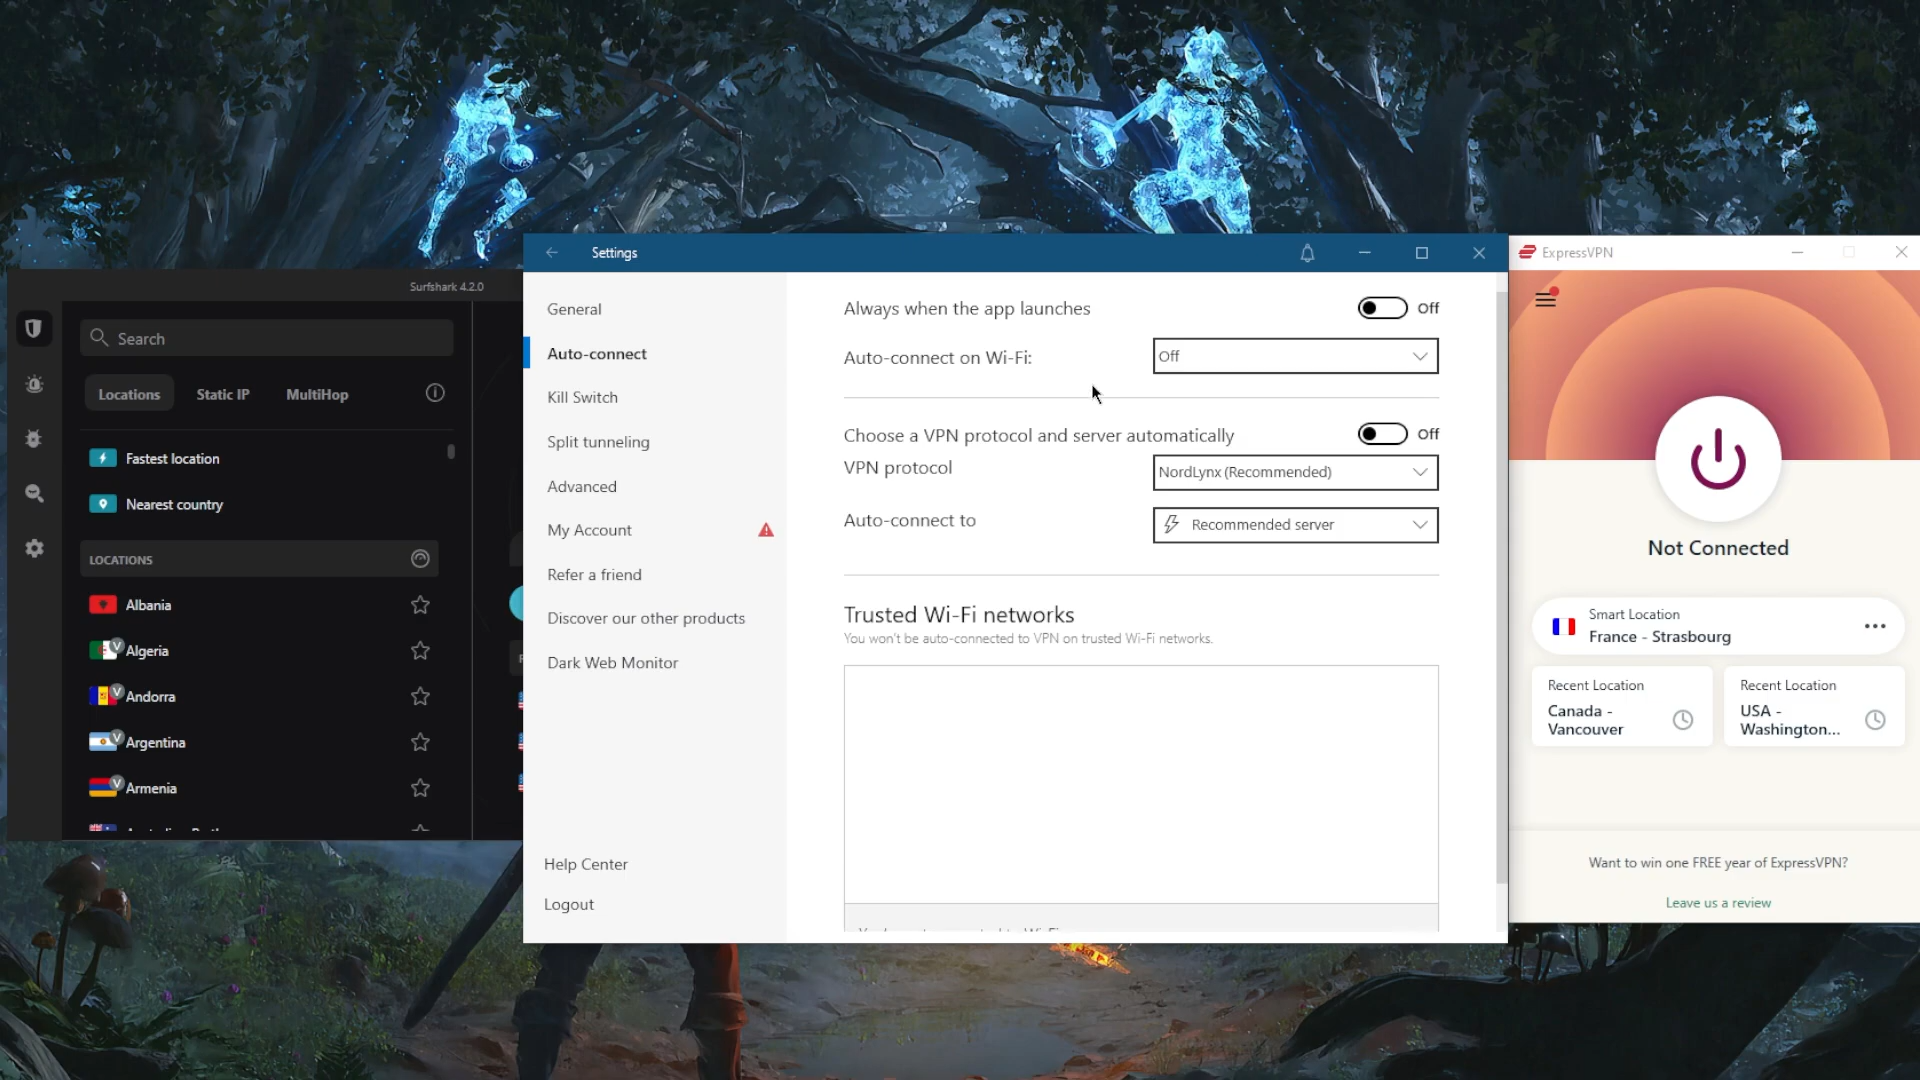 Surfshark 4.2.0
Search
Locations
Static IP
MultiHop
Fastest location
Nearest country
LOCATIONS
Albania
V
Algeria
V
Andorra
V
Argentina
V
Armenia
Settings
General
Auto-connect
Kill Switch
Split tunneling
Advanced
My Account
Refer a friend
Discover our other products
Dark Web Monitor
Help Center
Logout
Always when the app launches
Off
Auto-connect on Wi-Fi:
Off
Choose a VPN protocol and server automatically
Off
VPN protocol
NordLynx (Recommended)
Auto-connect to
Recommended server
Trusted Wi-Fi networks
You won't be auto-connected to VPN on trusted Wi-Fi networks.
ExpressVPN
Not Connected
Smart Location
France - Strasbourg
Recent Location
Canada -
Vancouver
Recent Location
USA -
Washington...
Want to win one FREE year of ExpressVPN?
Leave us a review